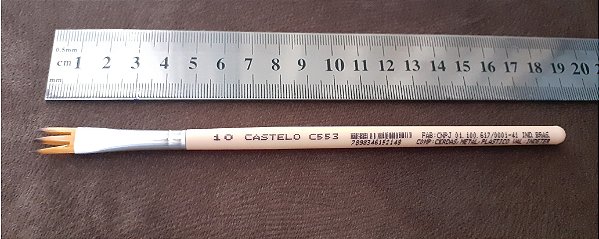 0.5mm
cm 1 2 3 4 5 6 7 8 9 10 11 12 13 14 15 16 17 18 19 20
mm
10 CASTELO C553
7898346152148
FAB:CNPJ 01.100.617/0001-41 IND.BRAS.
COMP:CERDAS/METAL/PLASTICO VAL INDETER